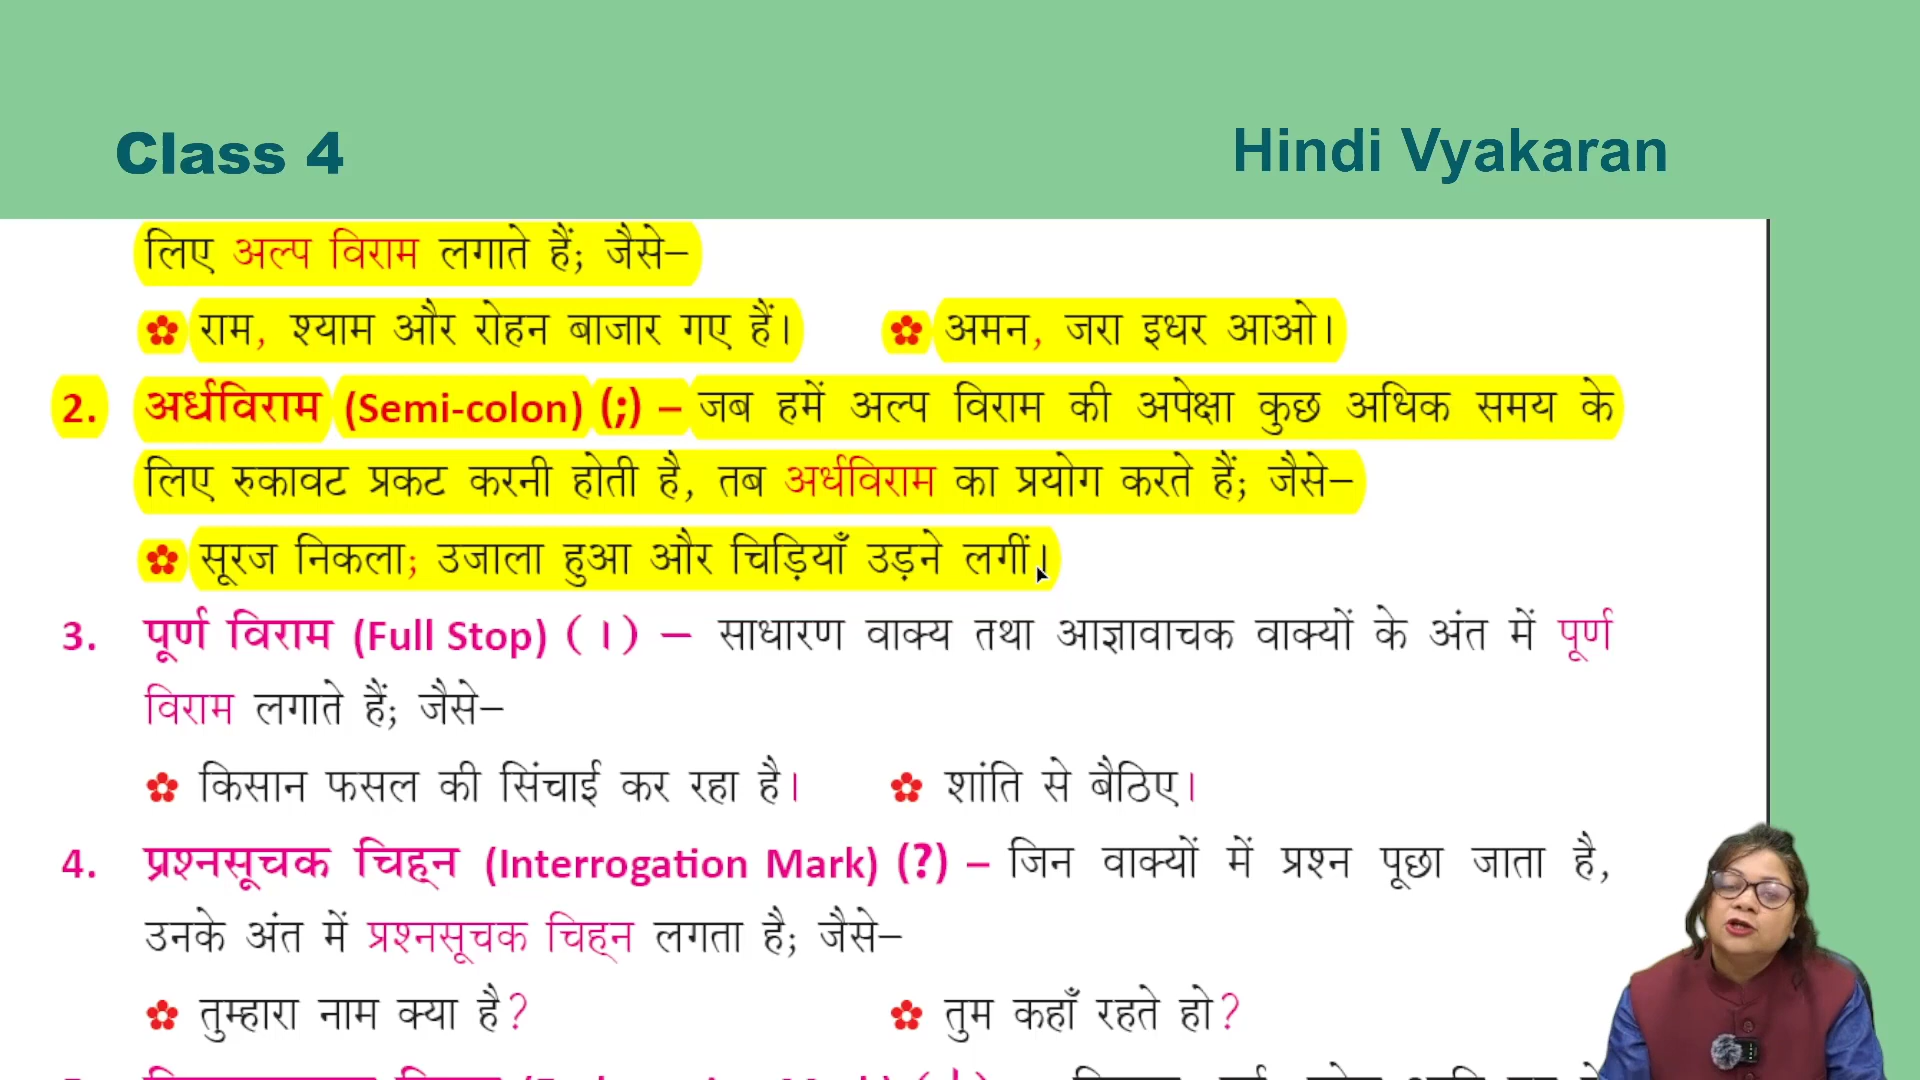 Class 4
Hindi Vyakaran
लिए अल्प विराम लगाते हैं; जैसे–
राम, श्याम और रोहन बाजार गए हैं।
अमन, जरा इधर आओ।
2. अर्धविराम (Semi-colon) (;) – जब हमें अल्प विराम की अपेक्षा कुछ अधिक समय के
लिए रुकावट प्रकट करनी होती है, तब अर्धविराम का प्रयोग करते हैं; जैसे–
सूरज निकला; उजाला हुआ और चिड़ियाँ उड़ने लगीं।
3. पूर्ण विराम (Full Stop) (।) – साधारण वाक्य तथा आज्ञावाचक वाक्यों के अंत में पूर्ण
विराम लगाते हैं; जैसे–
किसान फसल की सिंचाई कर रहा है।
शांति से बैठिए।
4. प्रश्नसूचक चिह्न (Interrogation Mark) (?) – जिन वाक्यों में प्रश्न पूछा जाता है,
उनके अंत में प्रश्नसूचक चिह्न लगता है; जैसे–
तुम्हारा नाम क्या है?
तुम कहाँ रहते हो?